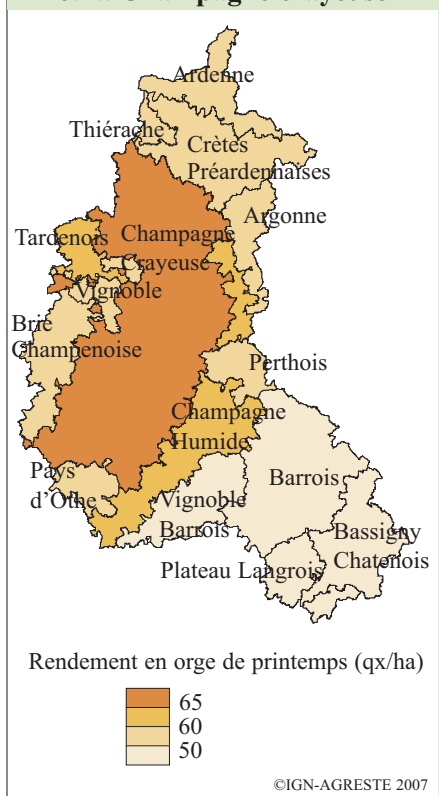 Ardenne
Thiérache
Crètes
Préardennaises
Argonne
Tardenois
Champagne
Crayeuse
Vignoble
Brie
Champenoise
Perthois
Champagne
Humide
Pays
d'Othe
Barrois
Vignoble
Barrois
Bassigny
Chatenois
Plateau Langrois
Rendement en orge de printemps (qx/ha)
65
60
50
©IGN-AGRESTE 2007